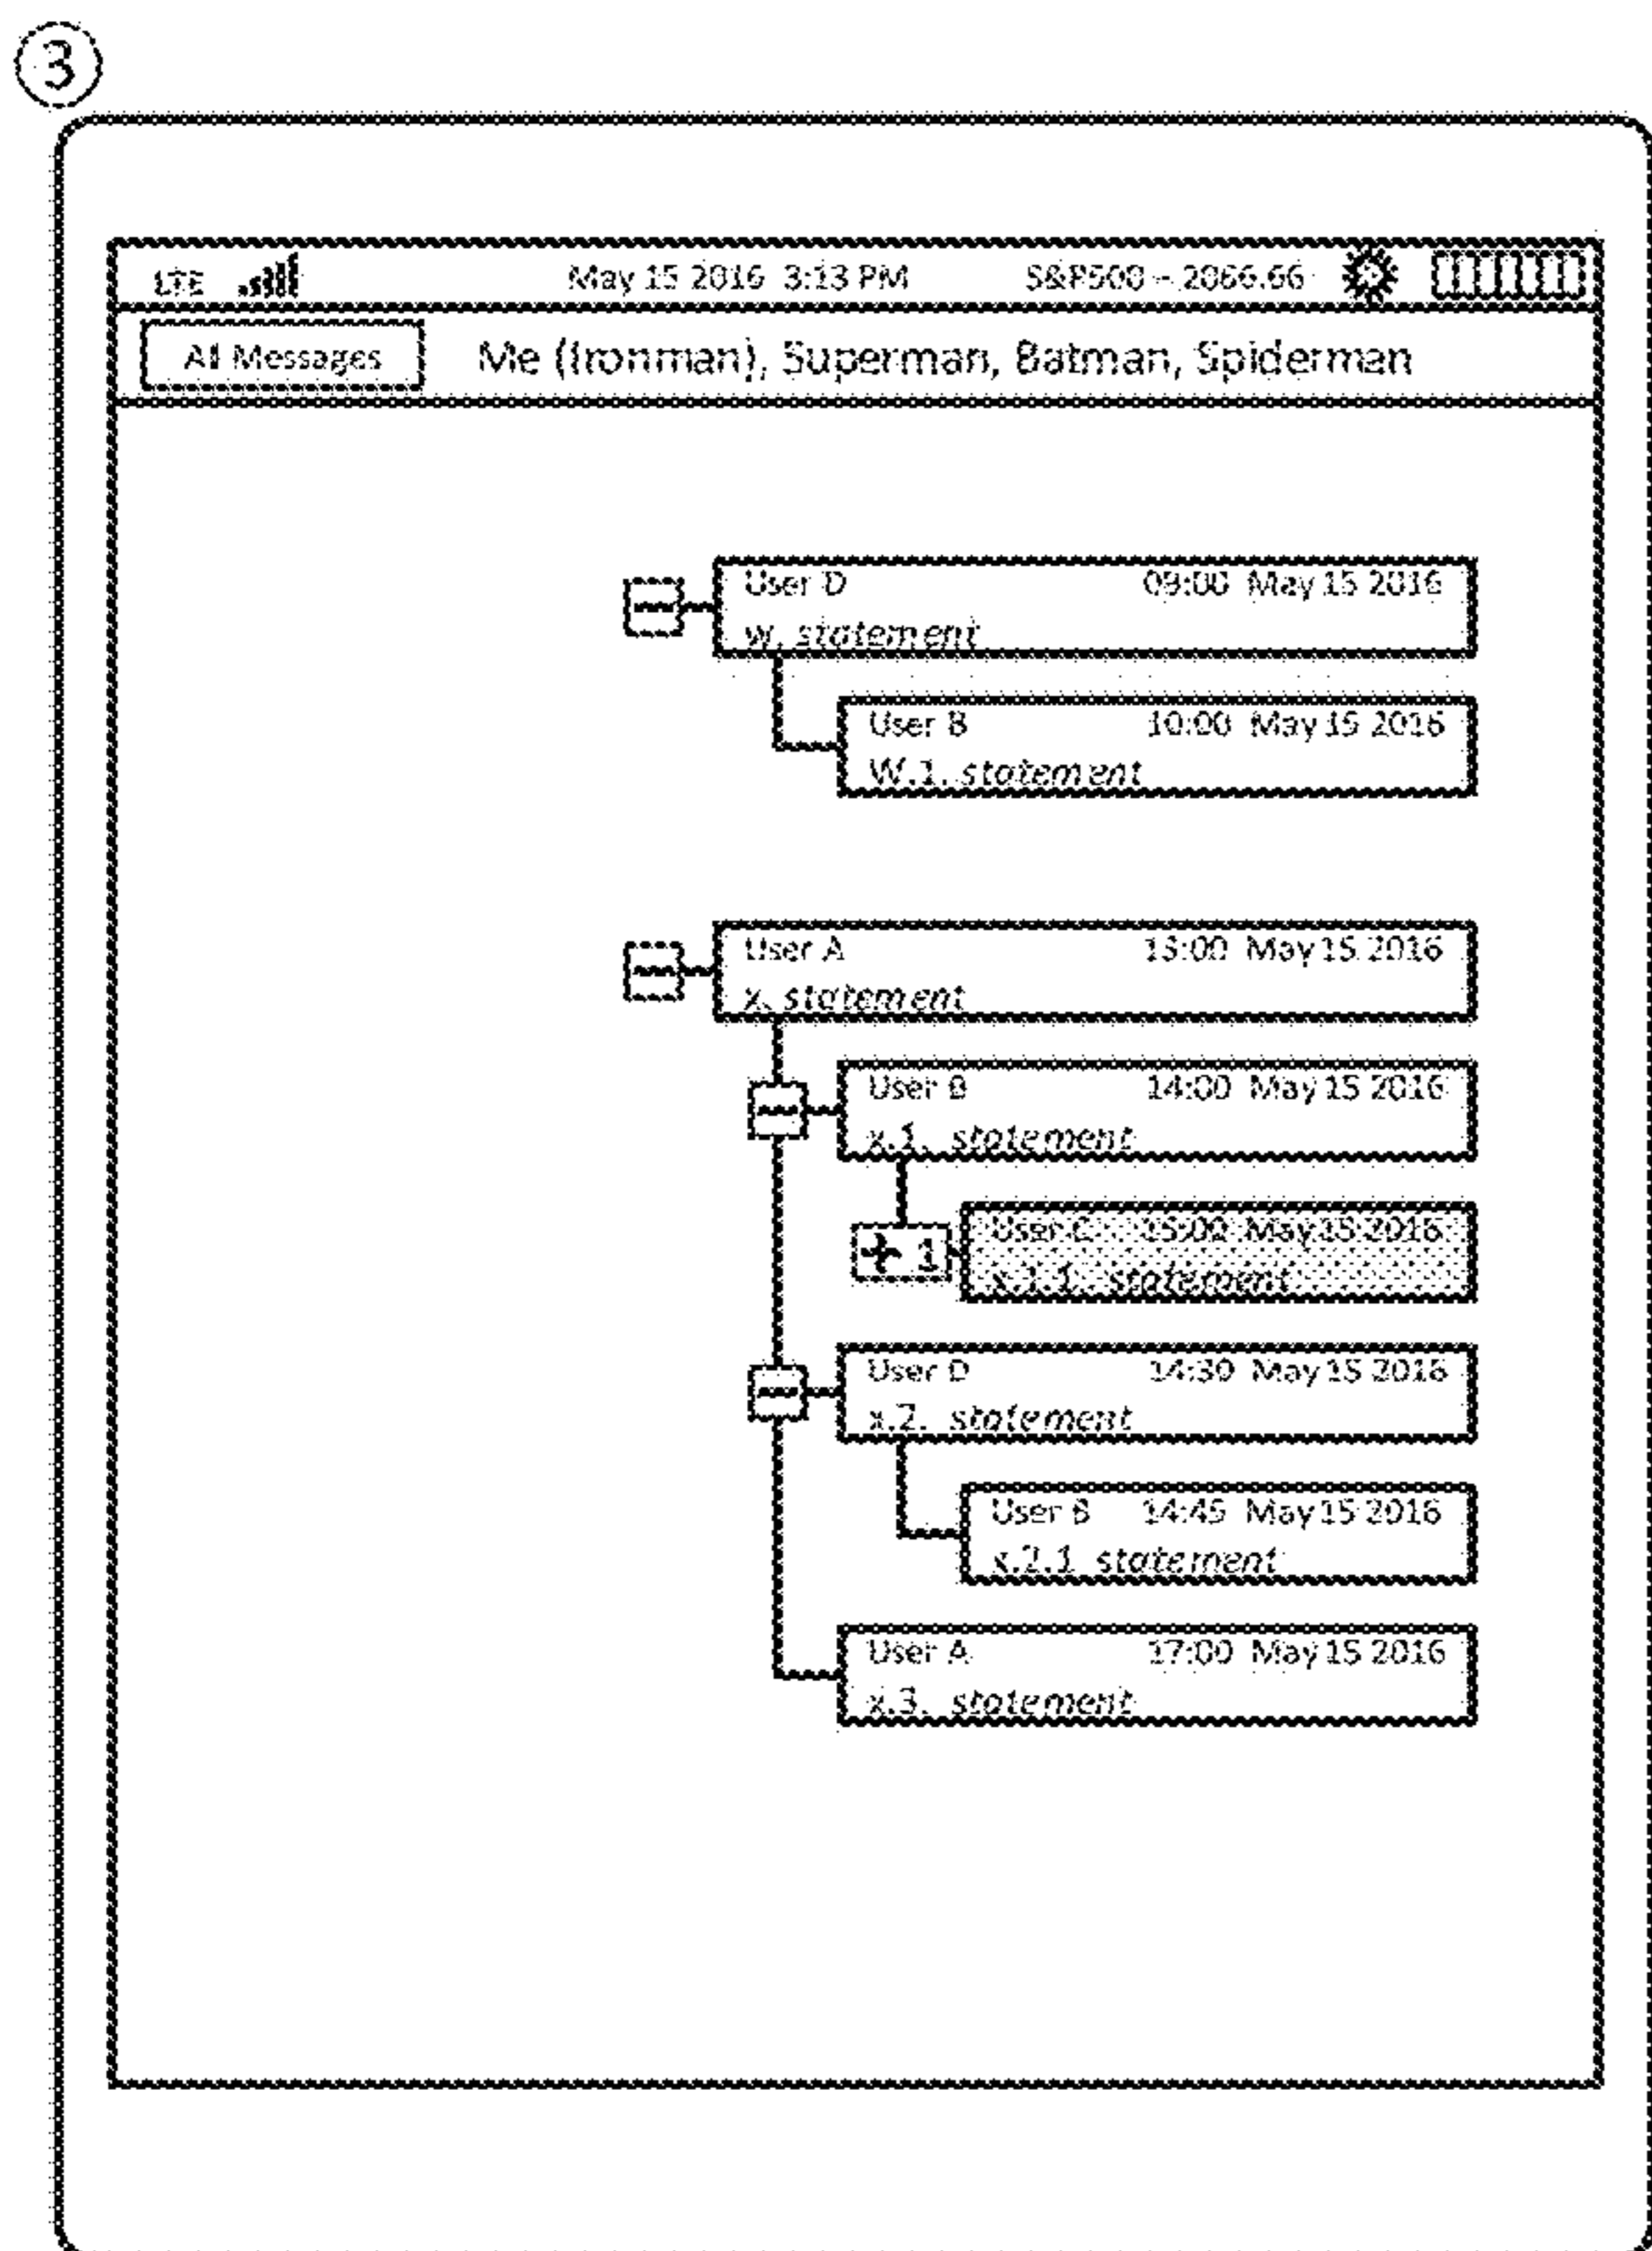 3
LTE May 15 2016 3:13 PM S&P500 – 2066.66
All Messages Me (Ironman), Superman, Batman, Spiderman
User D 09:00 May 15 2016
w. statement
User B 10:00 May 15 2016
W.1. statement
User A 13:00 May 15 2016
x. statement
User B 14:00 May 15 2016
x.1. statement
+ 1 User C 15:00 May 15 2016
x.1.1. statement
User D 14:30 May 15 2016
x.2. statement
User B 14:45 May 15 2016
x.2.1 statement
User A 17:00 May 15 2016
x.3. statement